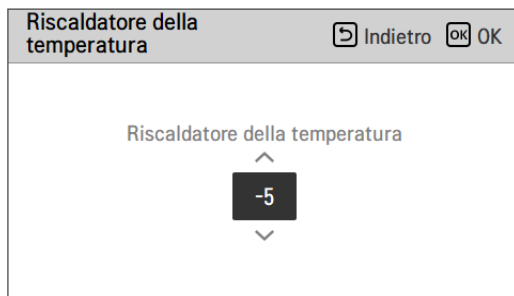 Riscaldatore della
temperatura
Indietro OK OK
Riscaldatore della temperatura
-5